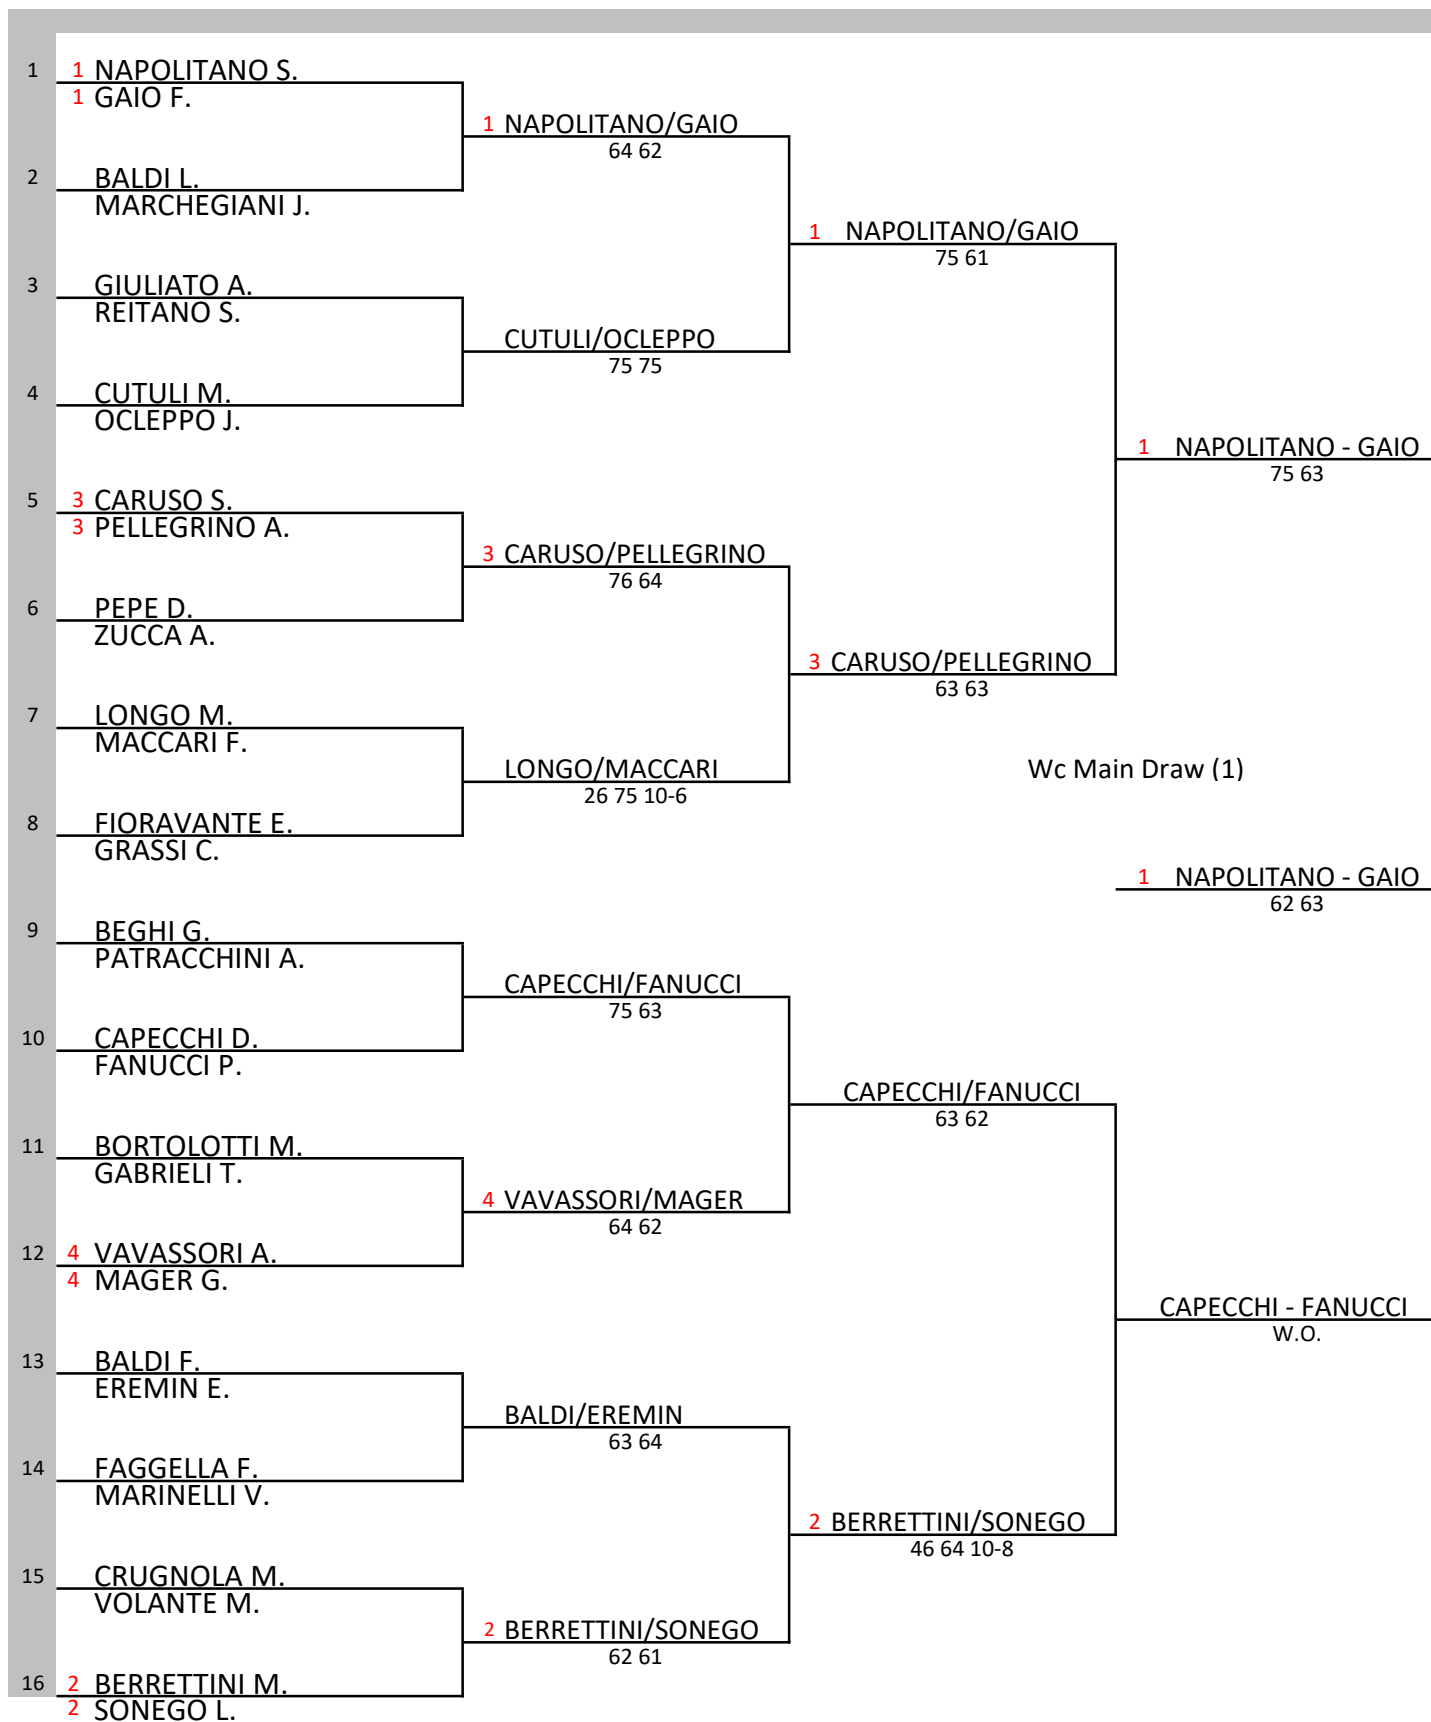 1 1 NAPOLITANO S.
1 GAIO F.
1 NAPOLITANO/GAIO
64 62
2 BALDI L.
MARCHEGIANI J.
1 NAPOLITANO/GAIO
75 61
3 GIULIATO A.
REITANO S.
CUTULI/OCLEPPO
75 75
4 CUTULI M.
OCLEPPO J.
1 NAPOLITANO - GAIO
75 63
5 3 CARUSO S.
3 PELLEGRINO A.
3 CARUSO/PELLEGRINO
76 64
6 PEPE D.
ZUCCA A.
3 CARUSO/PELLEGRINO
63 63
7 LONGO M.
MACCARI F.
LONGO/MACCARI
26 75 10-6
Wc Main Draw (1)
8 FIORAVANTE E.
GRASSI C.
1 NAPOLITANO - GAIO
62 63
9 BEGHI G.
PATRACCHINI A.
CAPECCHI/FANUCCI
75 63
10 CAPECCHI D.
FANUCCI P.
CAPECCHI/FANUCCI
63 62
11 BORTOLOTTI M.
GABRIELI T.
4 VAVASSORI/MAGER
64 62
12 4 VAVASSORI A.
4 MAGER G.
CAPECCHI - FANUCCI
W.O.
13 BALDI F.
EREMIN E.
BALDI/EREMIN
63 64
14 FAGGELLA F.
MARINELLI V.
2 BERRETTINI/SONEGO
46 64 10-8
15 CRUGNOLA M.
VOLANTE M.
2 BERRETTINI/SONEGO
62 61
16 2 BERRETTINI M.
2 SONEGO L.